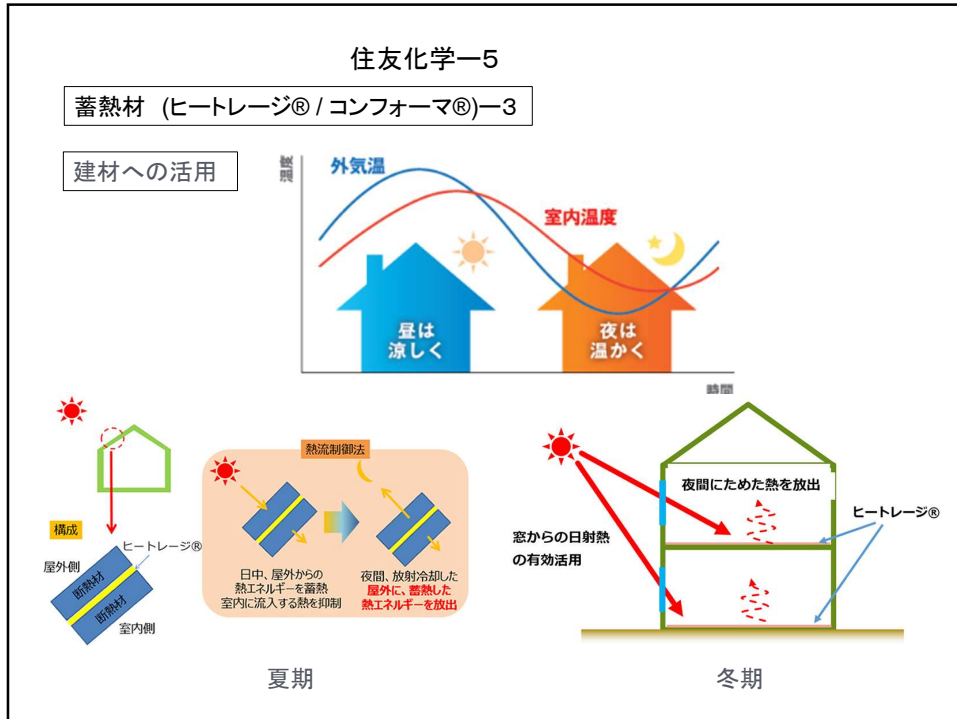 住友化学ー5
蓄熱材 (ヒートレージ® / コンフォーマ®)ー3
建材への活用
温度
外気温
室内温度
昼は
涼しく
夜は
温かく
時間
熱流制御法
構成
ヒートレージ®
屋外側
断熱材
断熱材
室内側
日中、屋外からの
熱エネルギーを蓄熱
室内に流入する熱を抑制
夜間、放射冷却した
屋外に、蓄熱した
熱エネルギーを放出
夏期
夜間にためた熱を放出
ヒートレージ®
窓からの日射熱
の有効活用
冬期